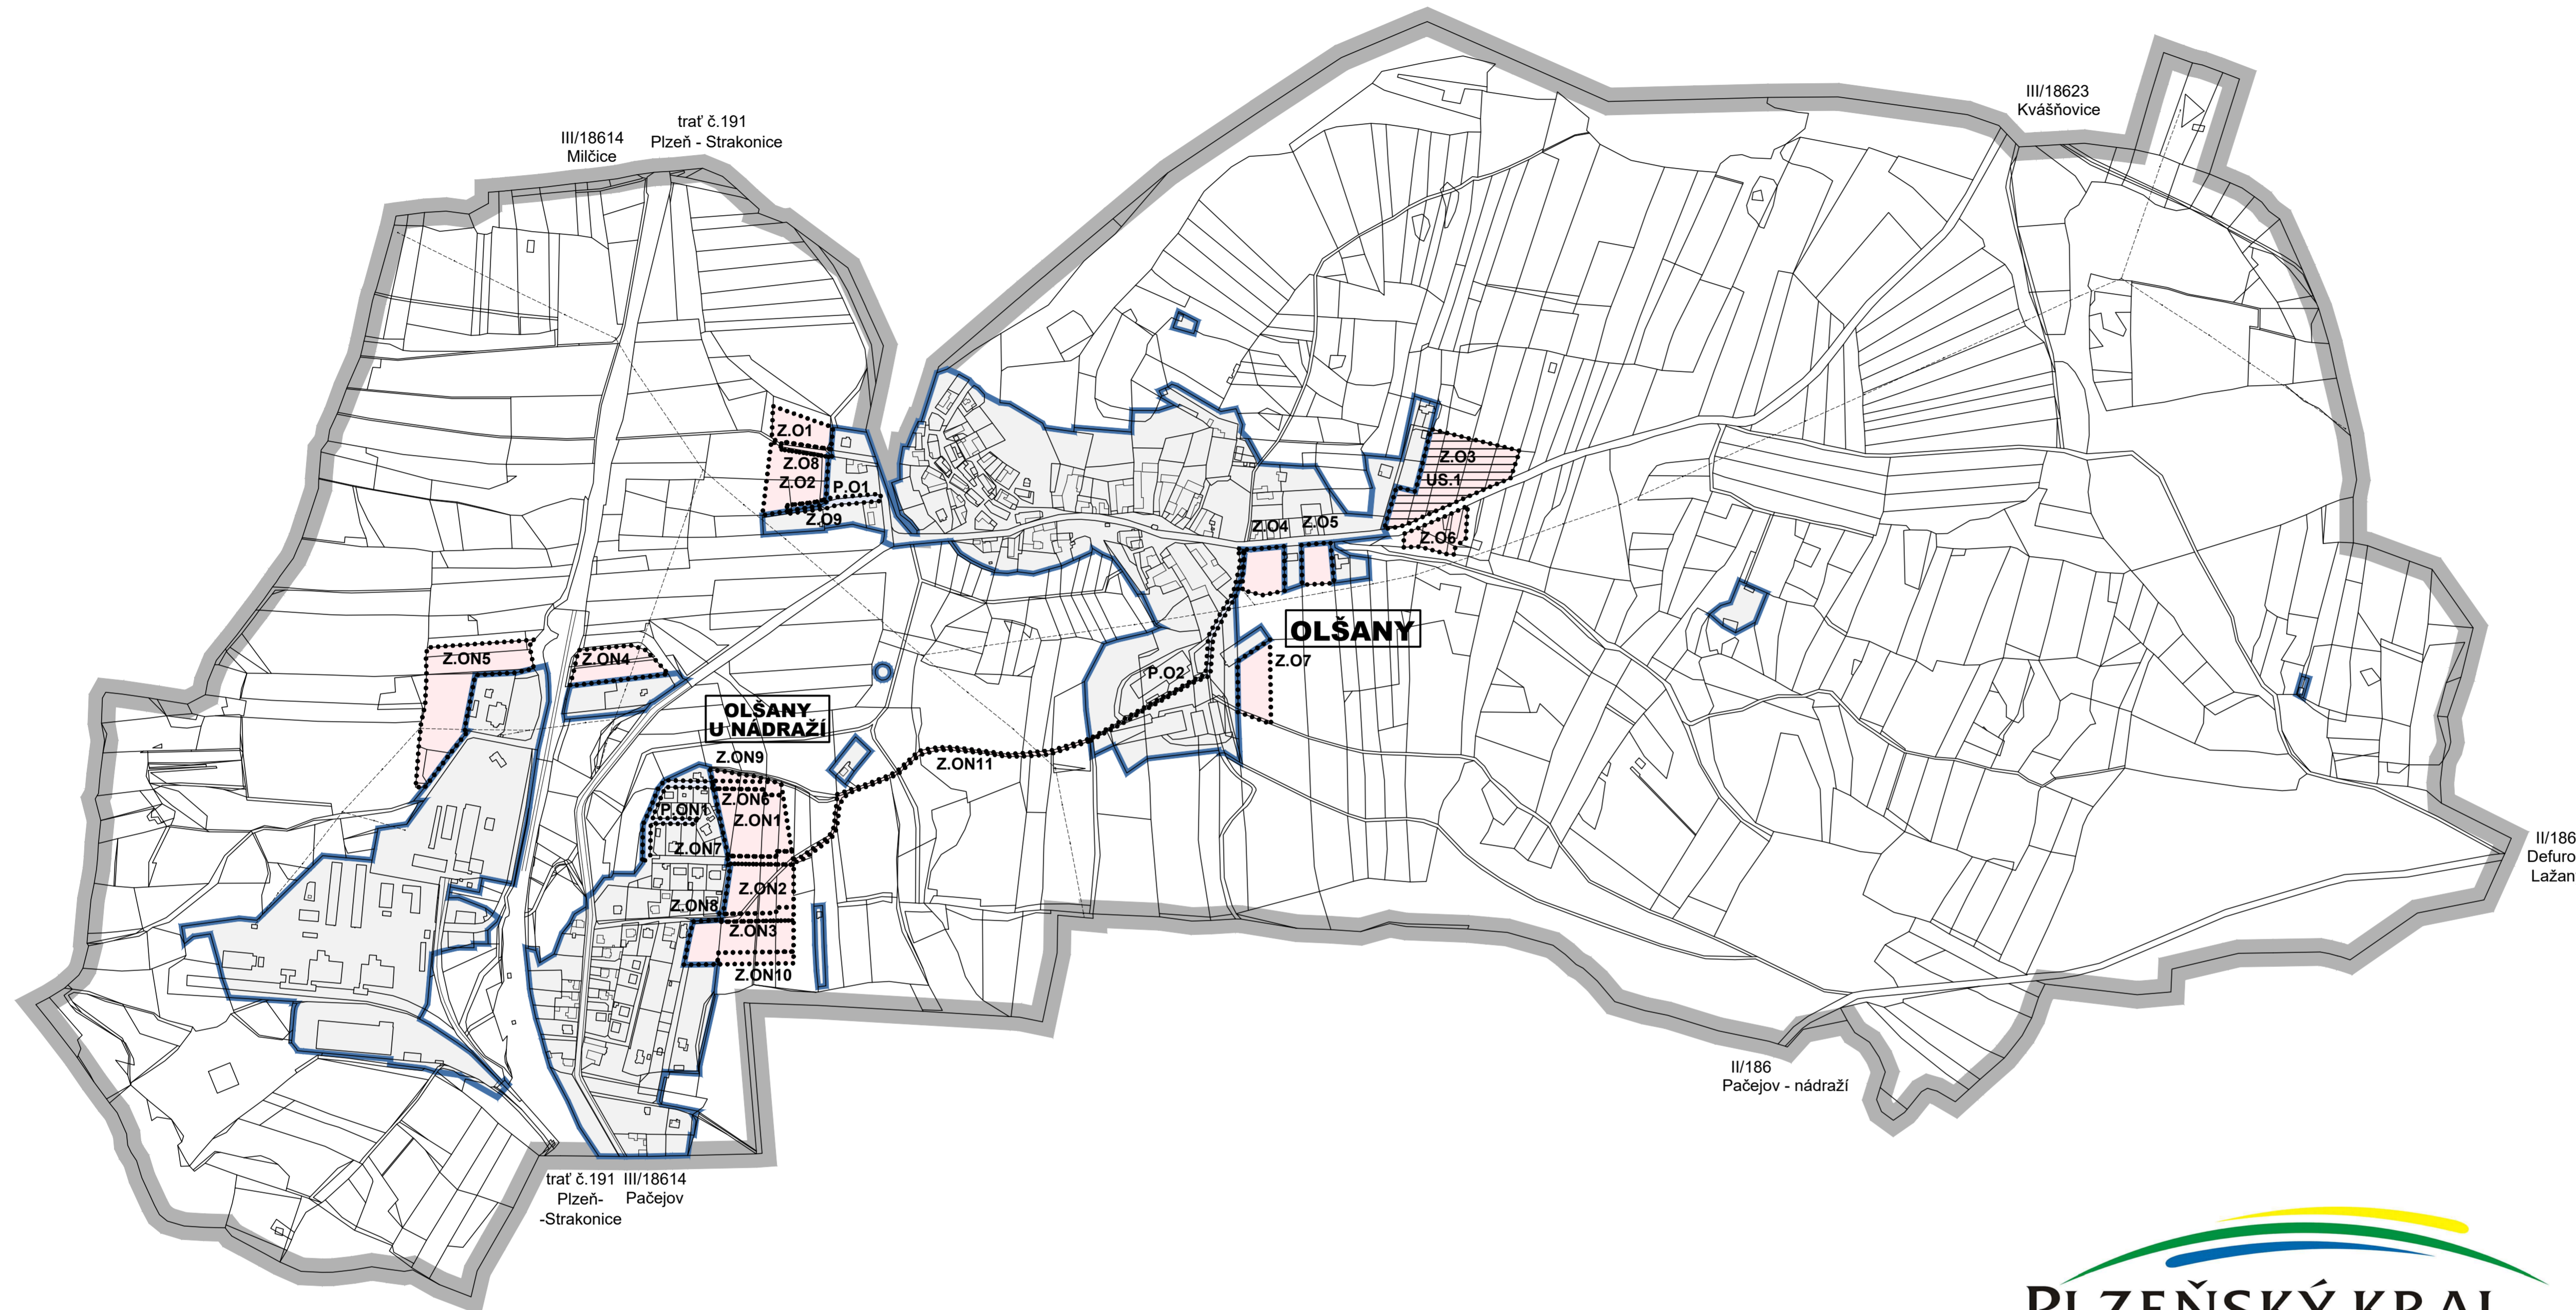 III/18623
Kvášňovice
trať č.191
Plzeň - Strakonice
III/18614
Milčice
Z.O1
Z.O8
Z.O2
P.O1
Z.O9
Z.O3
US.1
Z.O4
Z.O5
Z.O6
OLŠANY
Z.O7
P.O2
Z.ON5
Z.ON4
OLŠANY
U NÁDRAŽÍ
Z.ON11
Z.ON9
Z.ON6
P.ON1
Z.ON1
Z.ON7
Z.ON2
Z.ON8
Z.ON3
Z.ON10
II/186
Defuro
Lažan
II/186
Pačejov - nádraží
trať č.191
Plzeň-
-Strakonice
III/18614
Pačejov
PLZEŇSKÝ KRAJ